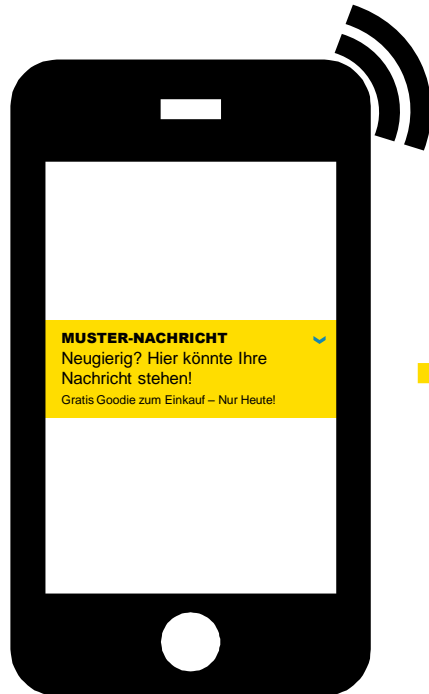 MUSTER-NACHRICHT
Neugierig? Hier könnte Ihre
Nachricht stehen!
Gratis Goodie zum Einkauf – Nur Heute!